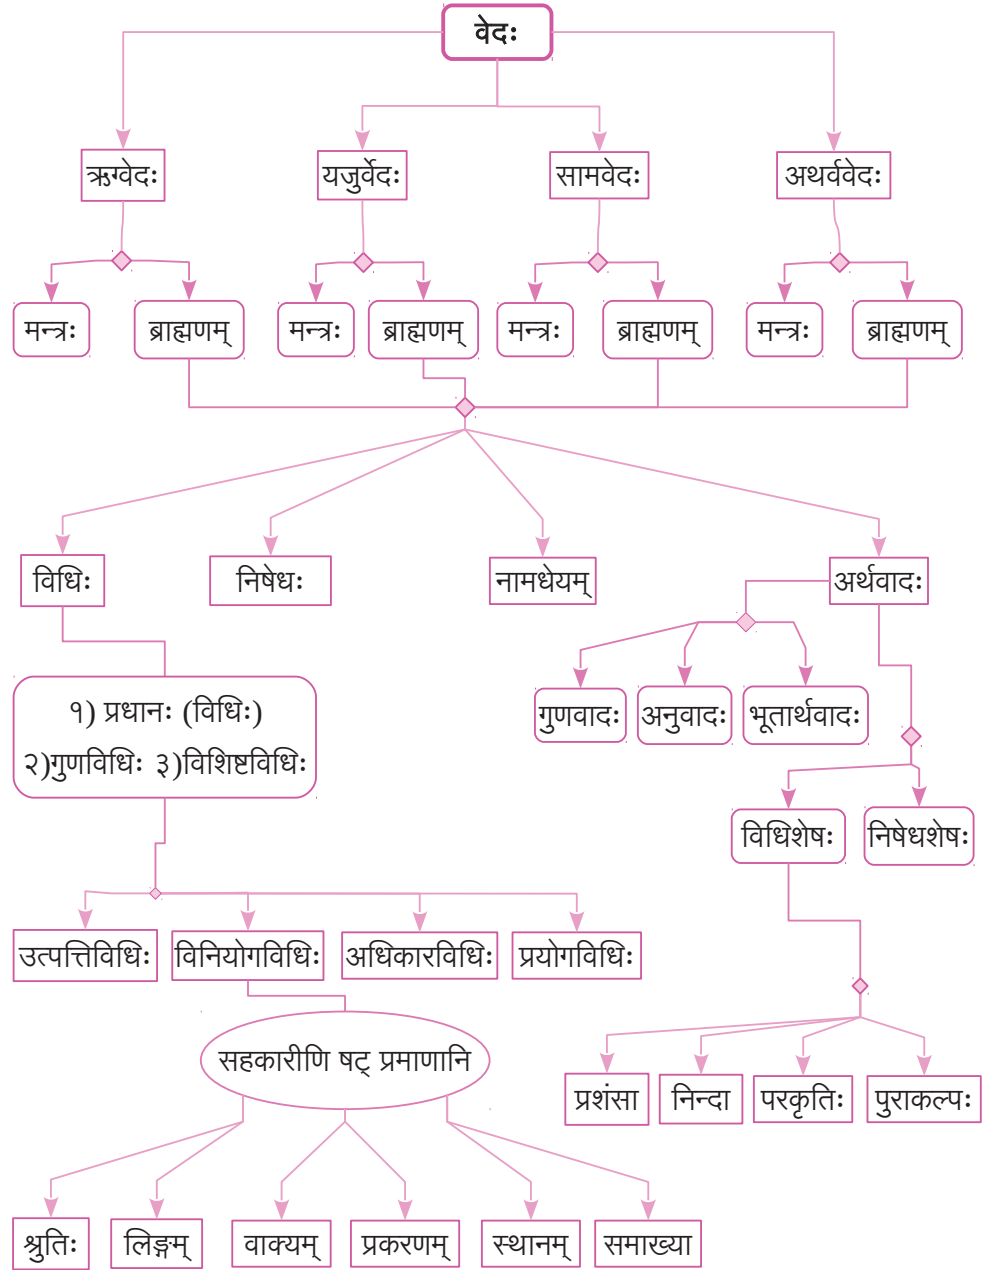 वेदः
ऋग्वेदः
यजुर्वेदः
सामवेदः
अथर्ववेदः
मन्त्रः
ब्राह्मणम्
मन्त्रः
ब्राह्मणम्
मन्त्रः
ब्राह्मणम्
मन्त्रः
ब्राह्मणम्
विधिः
निषेधः
नामधेयम्
अर्थवादः
१) प्रधानः (विधिः)
२)गुणविधिः ३)विशिष्टविधिः
गुणवादः
अनुवादः
भूतार्थवादः
विधिशेषः
निषेधशेषः
उत्पत्तिविधिः
विनियोगविधिः
अधिकारविधिः
प्रयोगविधिः
सहकारीणि षट् प्रमाणानि
प्रशंसा
निन्दा
परकृतिः
पुराकल्पः
श्रुतिः
लिङ्गम्
वाक्यम्
प्रकरणम्
स्थानम्
समाख्या